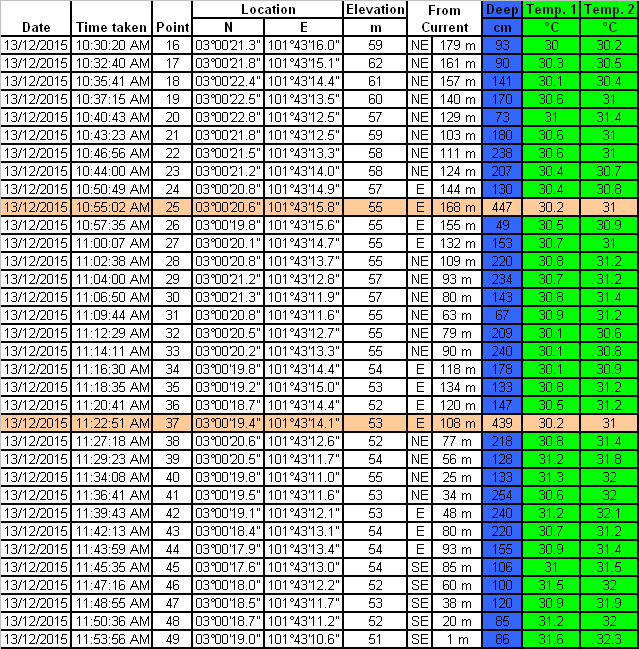 Location Elevation From Deep Temp. 1 Temp. 2
Date Time taken Point N E m Current cm °C °C
13/12/2015 10:30:20 AM 16 03°00'21.3" 101°43'16.0" 59 NE 179 m 93 30 30.2
13/12/2015 10:32:40 AM 17 03°00'21.8" 101°43'15.1" 62 NE 161 m 90 30.3 30.5
13/12/2015 10:35:41 AM 18 03°00'22.4" 101°43'14.4" 61 NE 157 m 141 30.1 30.4
13/12/2015 10:37:15 AM 19 03°00'22.4" 101°43'13.5" 60 NE 140 m 170 30.6 31
13/12/2015 10:40:43 AM 20 03°00'22.8" 101°43'12.5" 57 NE 129 m 73 31 31.4
13/12/2015 10:43:23 AM 21 03°00'21.8" 101°43'12.5" 59 NE 103 m 180 30.6 31
13/12/2015 10:46:56 AM 22 03°00'21.5" 101°43'13.3" 58 NE 111 m 238 30.6 31
13/12/2015 10:44:00 AM 23 03°00'21.2" 101°43'14.0" 58 NE 124 m 207 30.4 30.7
13/12/2015 10:50:49 AM 24 03°00'20.8" 101°43'14.9" 57 E 144 m 130 30.4 30.8
13/12/2015 10:55:02 AM 25 03°00'20.6" 101°43'15.8" 55 E 168 m 447 30.2 31
13/12/2015 10:57:35 AM 26 03°00'19.8" 101°43'15.6" 55 E 155 m 49 30.5 30.9
13/12/2015 11:00:07 AM 27 03°00'20.1" 101°43'14.7" 55 E 132 m 153 30.7 31
13/12/2015 11:02:38 AM 28 03°00'20.8" 101°43'13.7" 55 NE 109 m 220 30.8 31.2
13/12/2015 11:04:00 AM 29 03°00'21.2" 101°43'12.8" 57 NE 93 m 234 30.7 31.2
13/12/2015 11:06:50 AM 30 03°00'21.3" 101°43'11.9" 57 NE 80 m 143 30.8 31.4
13/12/2015 11:09:44 AM 31 03°00'20.8" 101°43'11.6" 55 NE 63 m 67 30.9 31.2
13/12/2015 11:12:29 AM 32 03°00'20.5" 101°43'12.7" 55 NE 79 m 209 30.1 30.6
13/12/2015 11:14:11 AM 33 03°00'20.2" 101°43'13.3" 55 NE 90 m 240 30.1 30.8
13/12/2015 11:16:30 AM 34 03°00'19.8" 101°43'14.4" 54 E 118 m 178 30.1 30.9
13/12/2015 11:18:35 AM 35 03°00'19.2" 101°43'15.0" 53 E 134 m 133 30.8 31.2
13/12/2015 11:20:41 AM 36 03°00'18.7" 101°43'14.4" 52 E 120 m 147 30.5 31.2
13/12/2015 11:22:51 AM 37 03°00'19.4" 101°43'14.1" 53 E 108 m 439 30.2 31
13/12/2015 11:27:18 AM 38 03°00'20.6" 101°43'12.6" 52 NE 77 m 218 30.8 31.4
13/12/2015 11:29:23 AM 39 03°00'20.5" 101°43'11.7" 54 NE 56 m 128 31.2 31.8
13/12/2015 11:34:08 AM 40 03°00'19.8" 101°43'11.0" 55 NE 25 m 133 31.3 32
13/12/2015 11:36:41 AM 41 03°00'19.5" 101°43'11.6" 53 NE 34 m 254 30.6 32
13/12/2015 11:39:43 AM 42 03°00'19.1" 101°43'12.1" 53 E 48 m 240 31.2 32.1
13/12/2015 11:42:13 AM 43 03°00'18.4" 101°43'13.1" 54 E 80 m 220 30.7 31.2
13/12/2015 11:43:59 AM 44 03°00'17.9" 101°43'13.4" 54 E 93 m 155 30.9 31.4
13/12/2015 11:45:35 AM 45 03°00'17.6" 101°43'13.0" 54 SE 85 m 106 31 31.5
13/12/2015 11:47:16 AM 46 03°00'18.0" 101°43'12.2" 52 SE 60 m 100 31.5 32
13/12/2015 11:48:55 AM 47 03°00'18.5" 101°43'11.7" 53 SE 38 m 120 30.9 31.9
13/12/2015 11:50:36 AM 48 03°00'18.7" 101°43'11.2" 52 SE 20 m 85 31.2 32
13/12/2015 11:53:56 AM 49 03°00'19.0" 101°43'10.6" 51 SE 1 m 86 31.6 32.3